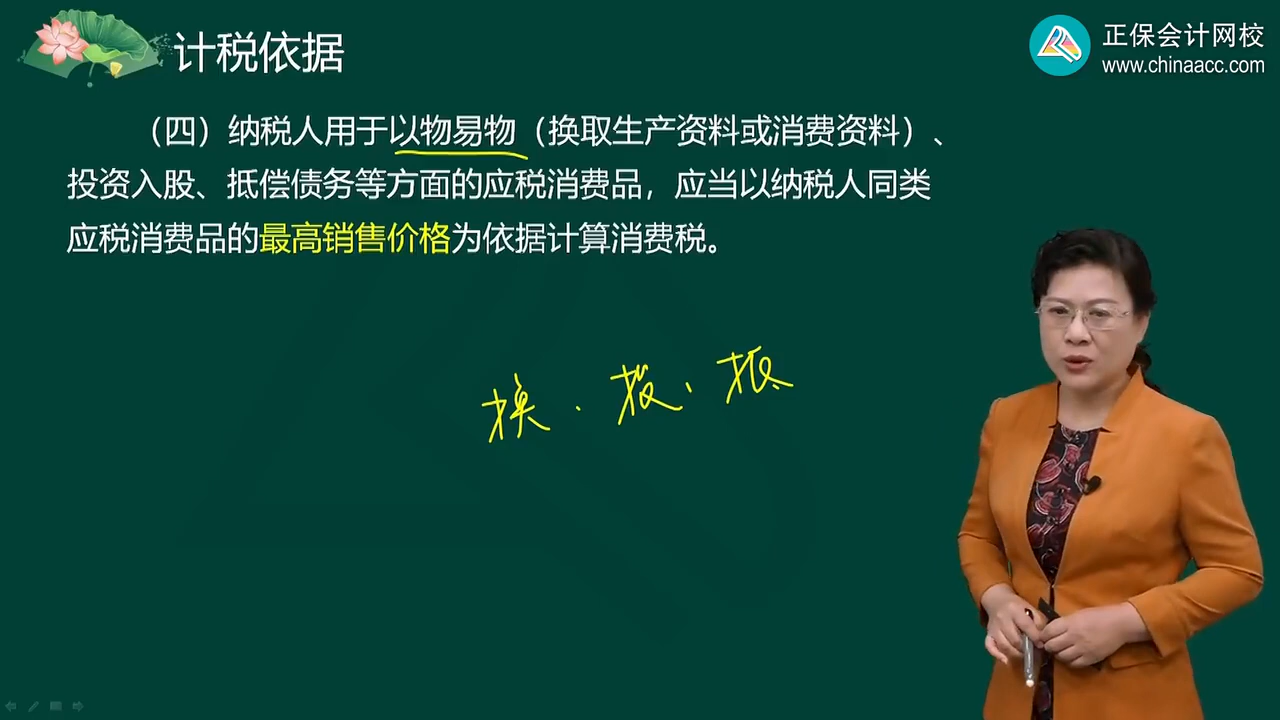 计税依据
正保会计网校
www.chinaacc.com
（四）纳税人用于以物易物（换取生产资料或消费资料）、
投资入股、抵偿债务等方面的应税消费品，应当以纳税人同类
应税消费品的最高销售价格为依据计算消费税。
换、投、抵